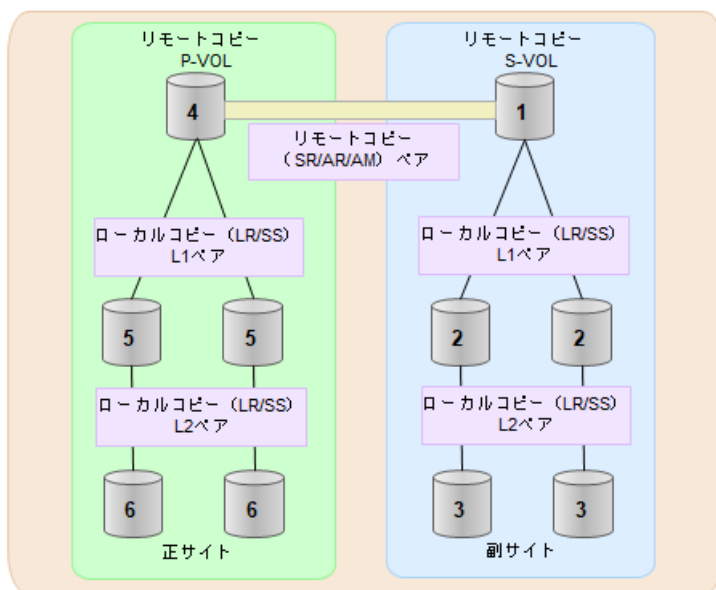 リモートコピー
P-VOL
4
リモートコピー
S-VOL
1
リモートコピー
(SR/AR/AM) ペア
ローカルコピー (LR/SS)
L1ペア
ローカルコピー (LR/SS)
L1ペア
5
5
2
2
ローカルコピー (LR/SS)
L2ペア
ローカルコピー (LR/SS)
L2ペア
6
6
3
3
正サイト
副サイト